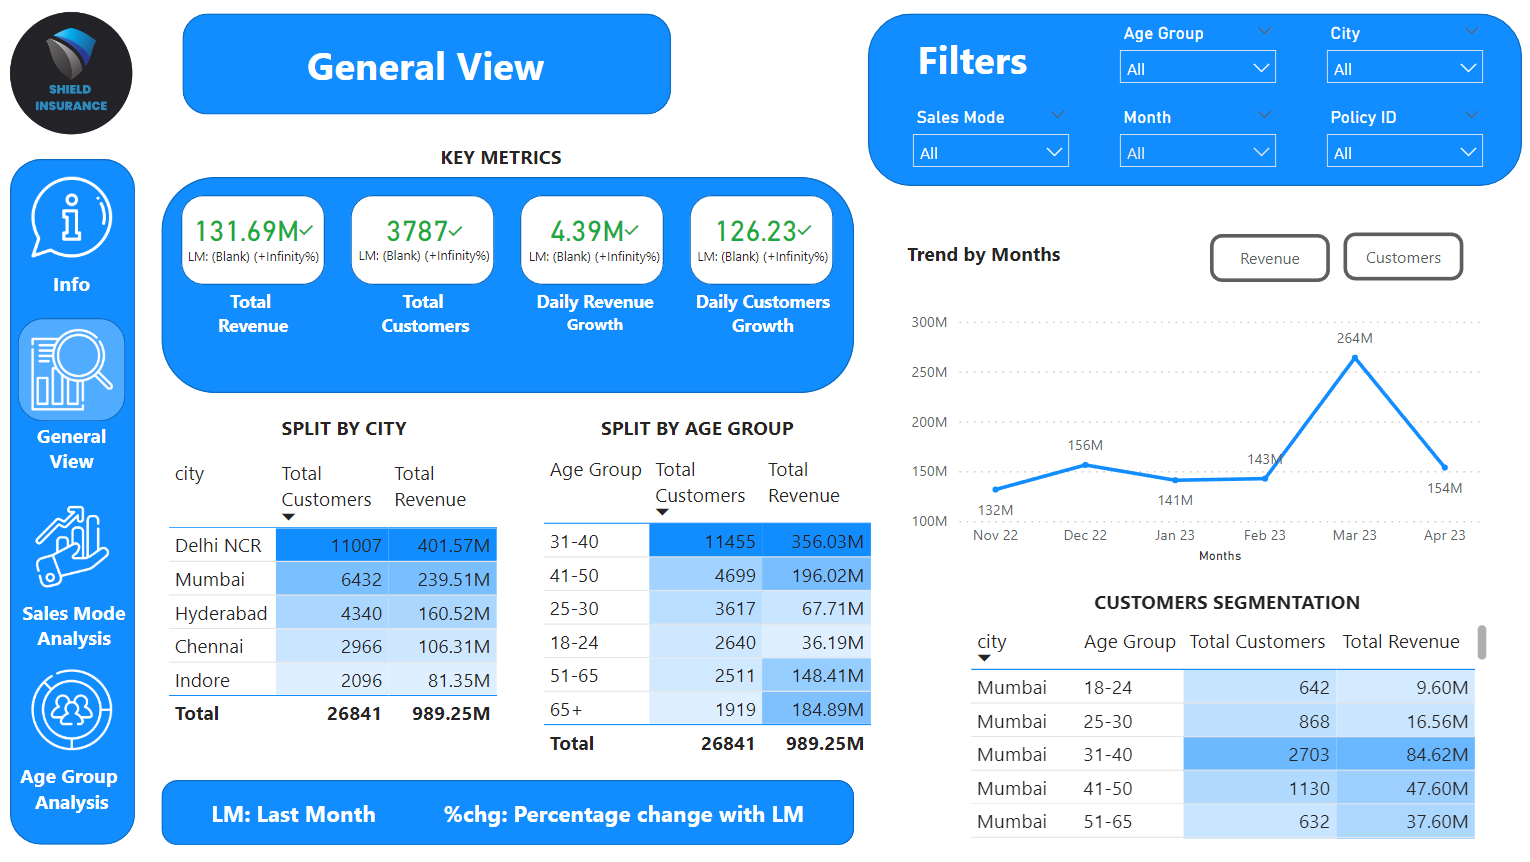 SHIELD
INSURANCE
General View
Filters
Age Group
All
City
All
Sales Mode
All
Month
All
Policy ID
All
Info
General
View
Sales Mode
Analysis
Age Group
Analysis
KEY METRICS
131.69M
LM: (Blank) (+Infinity%)
Total
Revenue
3787
LM: (Blank) (+Infinity%)
Total
Customers
4.39M
LM: (Blank) (+Infinity%)
Daily Revenue
Growth
126.23
LM: (Blank) (+Infinity%)
Daily Customers
Growth
Trend by Months
Revenue
Customers
300M
250M
200M
150M
100M
132M
156M
141M
143M
264M
154M
Nov 22 Dec 22 Jan 23 Feb 23 Mar 23 Apr 23
Months
SPLIT BY CITY
city Total Customers Total Revenue
Delhi NCR 11007 401.57M
Mumbai 6432 239.51M
Hyderabad 4340 160.52M
Chennai 2966 106.31M
Indore 2096 81.35M
Total 26841 989.25M
SPLIT BY AGE GROUP
Age Group Total Customers Total Revenue
31-40 11455 356.03M
41-50 4699 196.02M
25-30 3617 67.71M
18-24 2640 36.19M
51-65 2511 148.41M
65+ 1919 184.89M
Total 26841 989.25M
CUSTOMERS SEGMENTATION
city Age Group Total Customers Total Revenue
Mumbai 18-24 642 9.60M
Mumbai 25-30 868 16.56M
Mumbai 31-40 2703 84.62M
Mumbai 41-50 1130 47.60M
Mumbai 51-65 632 37.60M
LM: Last Month %chg: Percentage change with LM